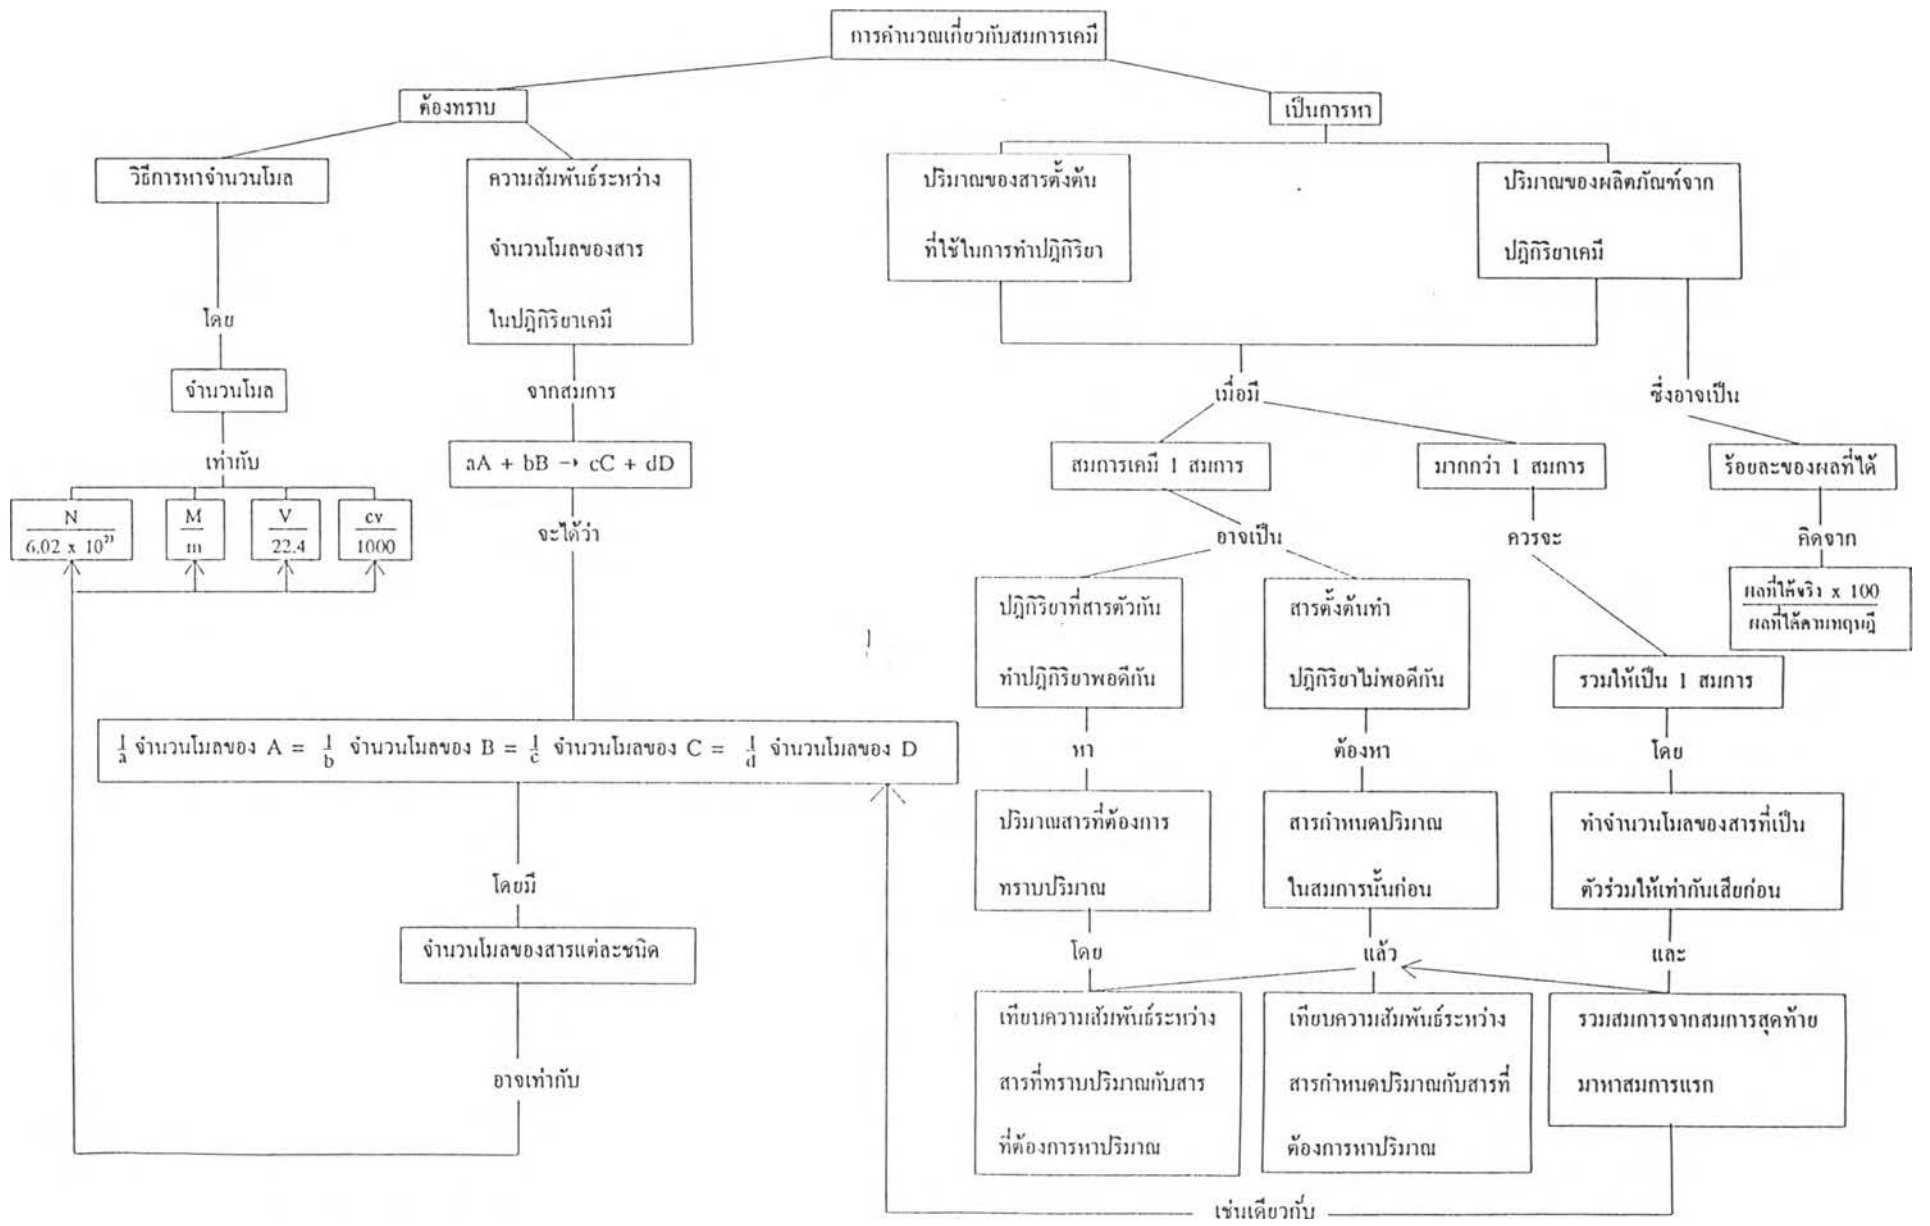 การคำนวณเกี่ยวกับสมการเคมี
ต้องทราบ
เป็นการหา
วิธีการหาจำนวนโมล
ความสัมพันธ์ระหว่าง
จำนวนโมลของสาร
ในปฏิกิริยาเคมี
ปริมาณของสารตั้งต้น
ที่ใช้ในการทำปฏิกิริยา
ปริมาณของผลิตภัณฑ์จาก
ปฏิกิริยาเคมี
โดย
จำนวนโมล
เท่ากับ
N
6.02 x 10²³
M
m
V
22.4
cv
1000
จากสมการ
aA + bB → cC + dD
จะได้ว่า
เมื่อมี
ซึ่งอาจเป็น
สมการเคมี 1 สมการ
มากกว่า 1 สมการ
ร้อยละของผลที่ได้
อาจเป็น
ควรจะ
คิดจาก
ผลที่ได้จริง x 100
ผลที่ได้ตามทฤษฎี
ปฏิกิริยาที่สารตัวกัน
ทำปฏิกิริยาพอดีกัน
สารตั้งต้นทำ
ปฏิกิริยาไม่พอดีกัน
รวมให้เป็น 1 สมการ
1/a จำนวนโมลของ A = 1/b จำนวนโมลของ B = 1/c จำนวนโมลของ C = 1/d จำนวนโมลของ D
หา
ต้องหา
โดย
ปริมาณสารที่ต้องการ
ทราบปริมาณ
สารกำหนดปริมาณ
ในสมการนั้นก่อน
ทำจำนวนโมลของสารที่เป็น
ตัวร่วมให้เท่ากันเสียก่อน
โดยมี
จำนวนโมลของสารแต่ละชนิด
อาจเท่ากับ
โดย
แล้ว
และ
เทียบความสัมพันธ์ระหว่าง
สารที่ทราบปริมาณกับสาร
ที่ต้องการหาปริมาณ
เทียบความสัมพันธ์ระหว่าง
สารกำหนดปริมาณกับสารที่
ต้องการหาปริมาณ
รวมสมการจากสมการสุดท้าย
มาหาสมการแรก
เช่นเดียวกับ